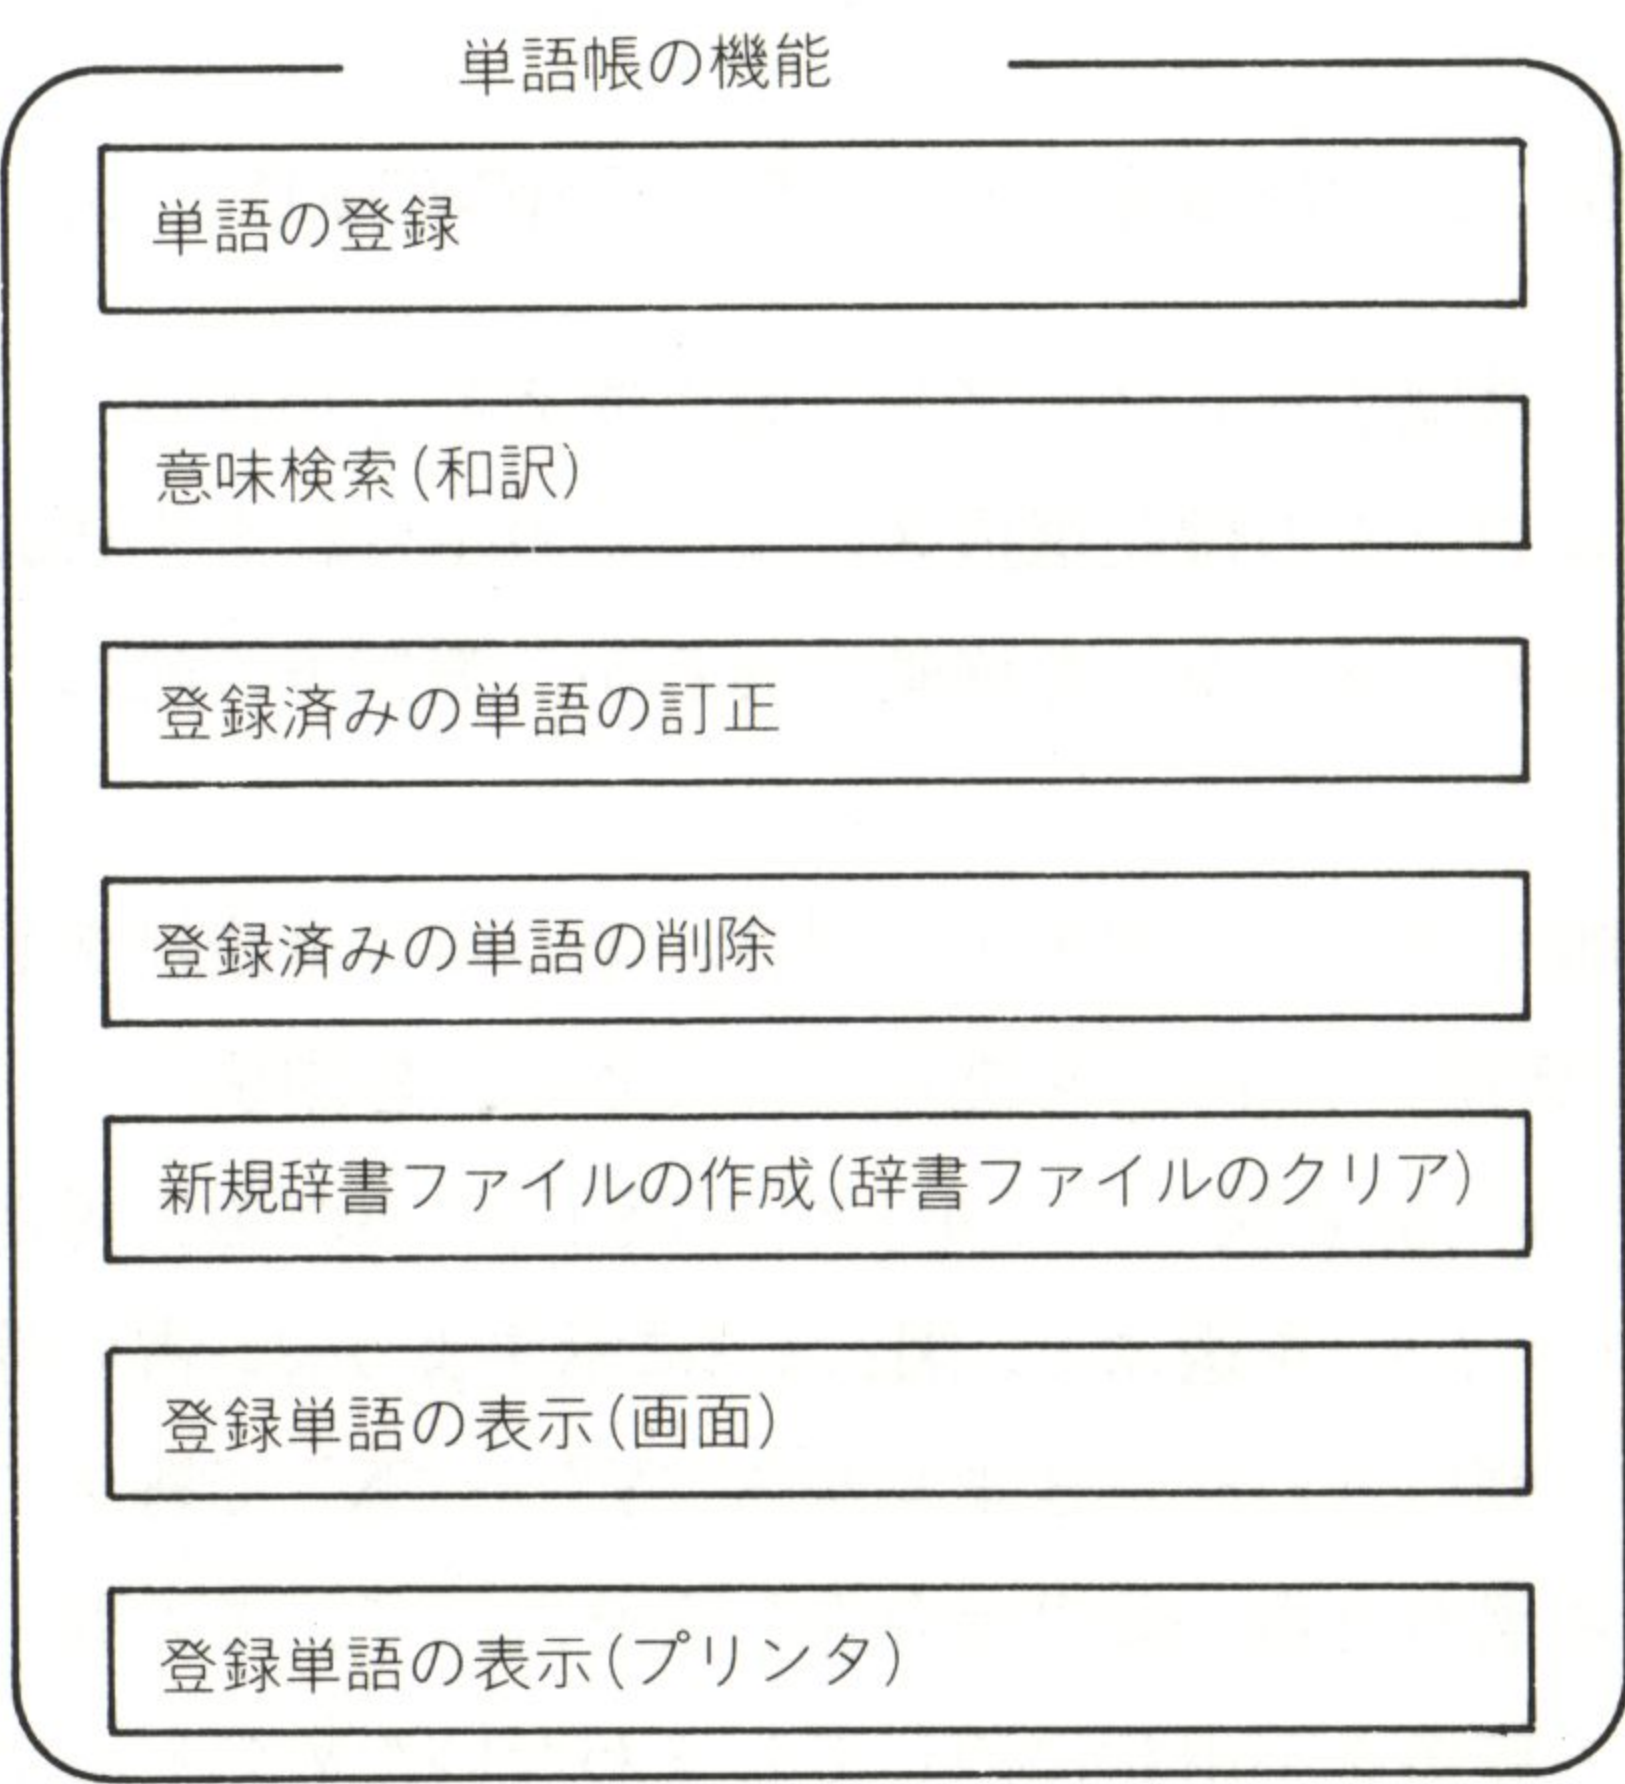 単語帳の機能
単語の登録
意味検索(和訳)
登録済みの単語の訂正
登録済みの単語の削除
新規辞書ファイルの作成(辞書ファイルのクリア)
登録単語の表示(画面)
登録単語の表示(プリンタ)